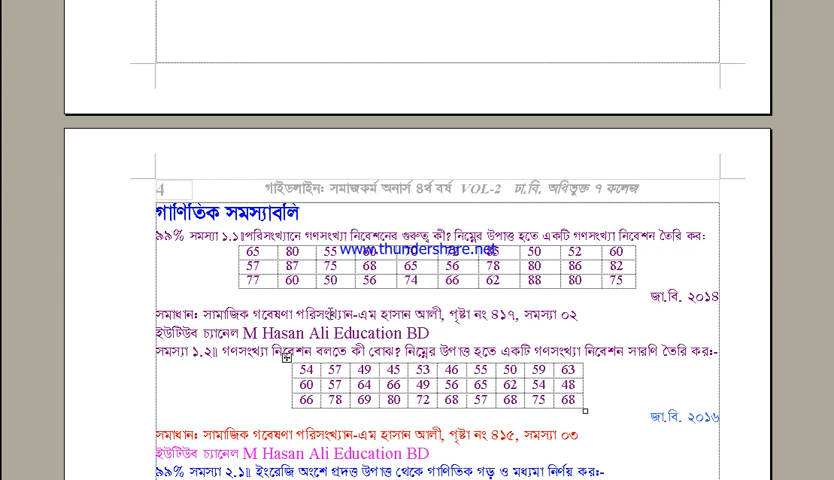 4 গাইডলাইন: সমাজকর্ম অনার্স ৪র্থ বর্ষ VOL-2 ঢা.বি. অধিভুক্ত ৭ কলেজ
গাণিতিক সমস্যাবলি
৯৯% সমস্যা ১.১॥পরিসংখ্যানে গণসংখ্যা নিবেশনের গুরুত্ব কী? নিম্নের উপাত্ত হতে একটি গণসংখ্যা নিবেশন তৈরি কর:
www.thundershare.net
65 80 55 60 70 72 85 50 52 60
57 87 75 68 65 56 78 80 86 82
77 60 50 56 74 66 62 88 80 75
জা.বি. ২০১৪
সমাধান: সামাজিক গবেষণা পরিসংখ্যান-এম হাসান আলী, পৃষ্টা নং ৪১৭, সমস্যা ০২
ইউটিউব চ্যানেল M Hasan Ali Education BD
সমস্যা ১.২॥ গণসংখ্যা নিবেশন বলতে কী বোঝ? নিম্নের উপাত্ত হতে একটি গণসংখ্যা নিবেশন সারণি তৈরি কর:-
54 57 49 45 53 46 55 50 59 63
60 57 64 66 49 56 65 62 54 48
66 78 69 80 72 68 57 68 75 68
জা.বি. ২০১৬
সমাধান: সামাজিক গবেষণা পরিসংখ্যান-এম হাসান আলী, পৃষ্টা নং ৪১৫, সমস্যা ০৩
ইউটিউব চ্যানেল M Hasan Ali Education BD
৯৯% সমস্যা ২.১॥ ইংরেজি অংশে প্রদত্ত উপাত্ত থেকে গাণিতিক গড় ও মধ্যমা নির্ণয় কর:-